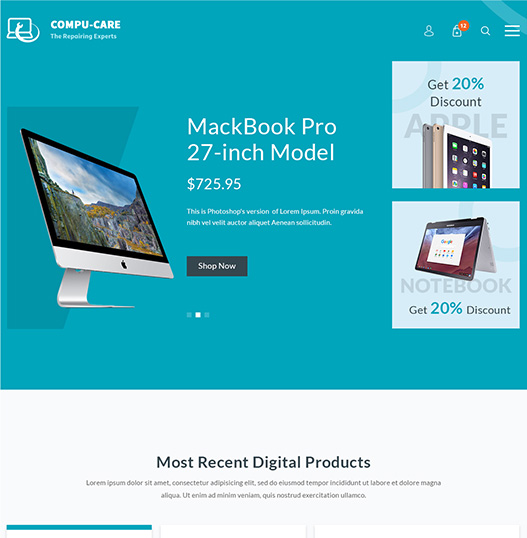 COMPU-CARE
The Repairing Experts
12
MackBook Pro
27-inch Model
$725.95
This is Photoshop's version of Lorem Ipsum. Proin gravida
nibh vel velit auctor aliquet Aenean sollicitudin.
Shop Now
Get 20%
Discount
APPLE
Google
NOTEBOOK
Get 20% Discount
Most Recent Digital Products
Lorem ipsum dolor sit amet, consectetur adipisicing elit, sed do eiusmod tempor incididunt ut labore et dolore magna
aliqua. Ut enim ad minim veniam, quis nostrud exercitation ullamco.